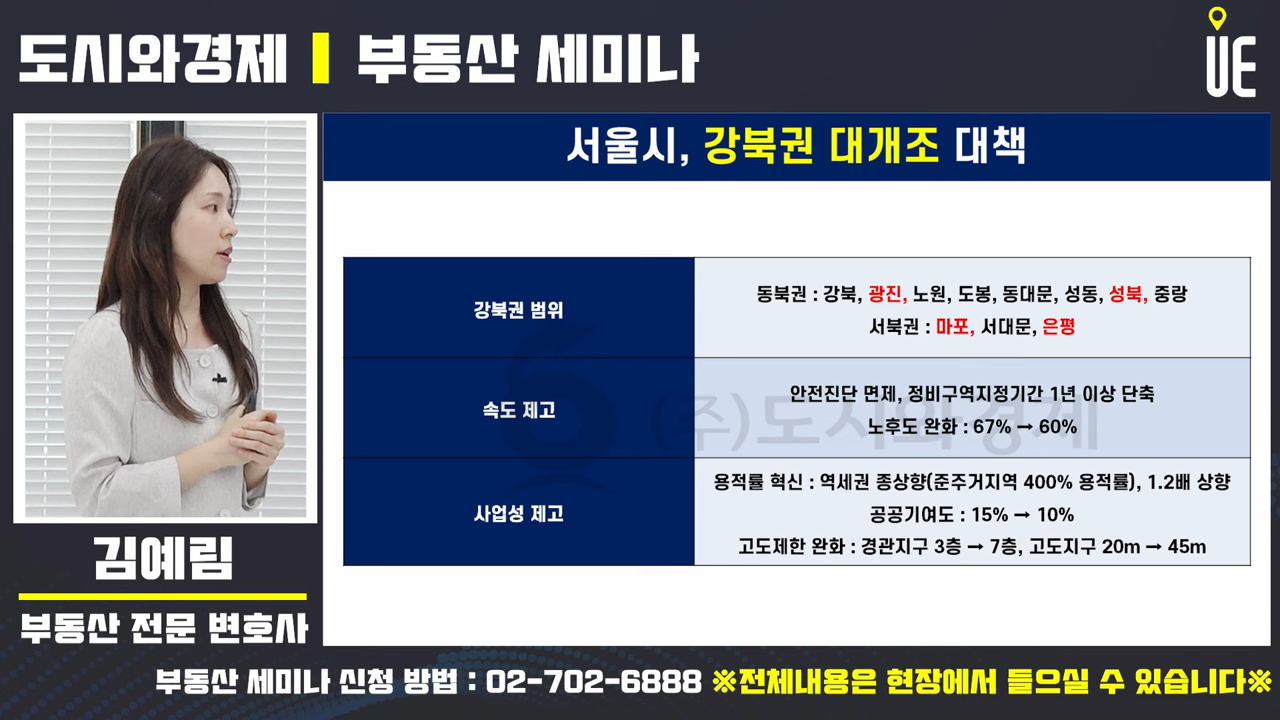 도시와경제 | 부동산 세미나
UE
서울시, 강북권 대개조 대책
강북권 범위
동북권 : 강북, 광진, 노원, 도봉, 동대문, 성동, 성북, 중랑
서북권 : 마포, 서대문, 은평
속도 제고
안전진단 면제, 정비구역지정기간 1년 이상 단축
노후도 완화 : 67% → 60%
(주)도시와경제
사업성 제고
용적률 혁신 : 역세권 종상향(준주거지역 400% 용적률), 1.2배 상향
공공기여도 : 15% → 10%
고도제한 완화 : 경관지구 3층 → 7층, 고도지구 20m → 45m
김예림
부동산 전문 변호사
부동산 세미나 신청 방법 : 02-702-6888 ※전체내용은 현장에서 들으실 수 있습니다※